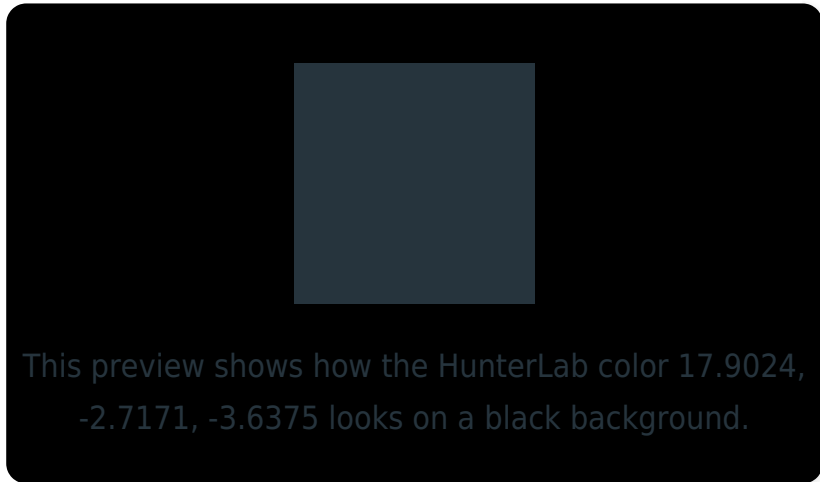 This preview shows how the HunterLab color 17.9024,
-2.7171, -3.6375 looks on a black background.